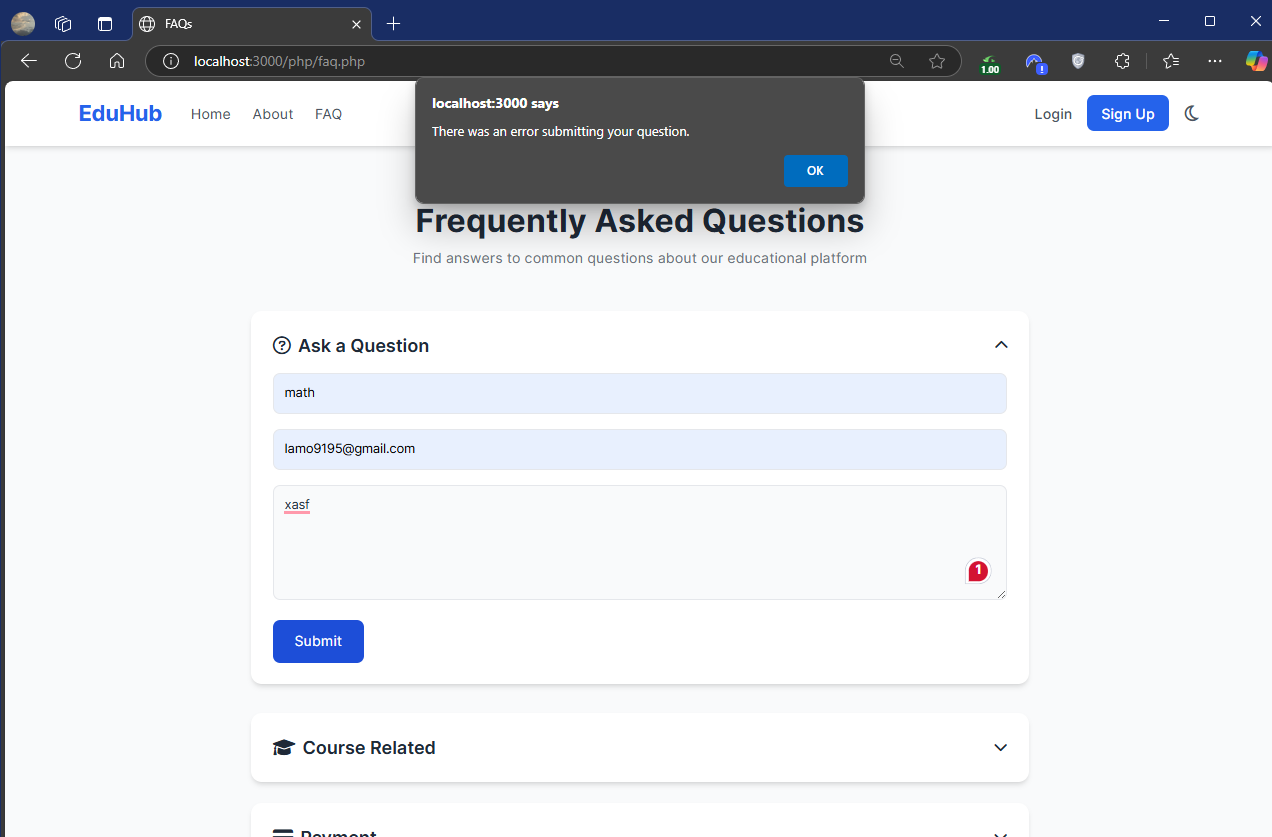 FAQs
localhost:3000/php/faq.php
1.00
!
EduHub Home About FAQ Login Sign Up
localhost:3000 says
There was an error submitting your question.
OK
Frequently Asked Questions
Find answers to common questions about our educational platform
Ask a Question
math
lamo9195@gmail.com
xasf
1
Submit
Course Related
Payment